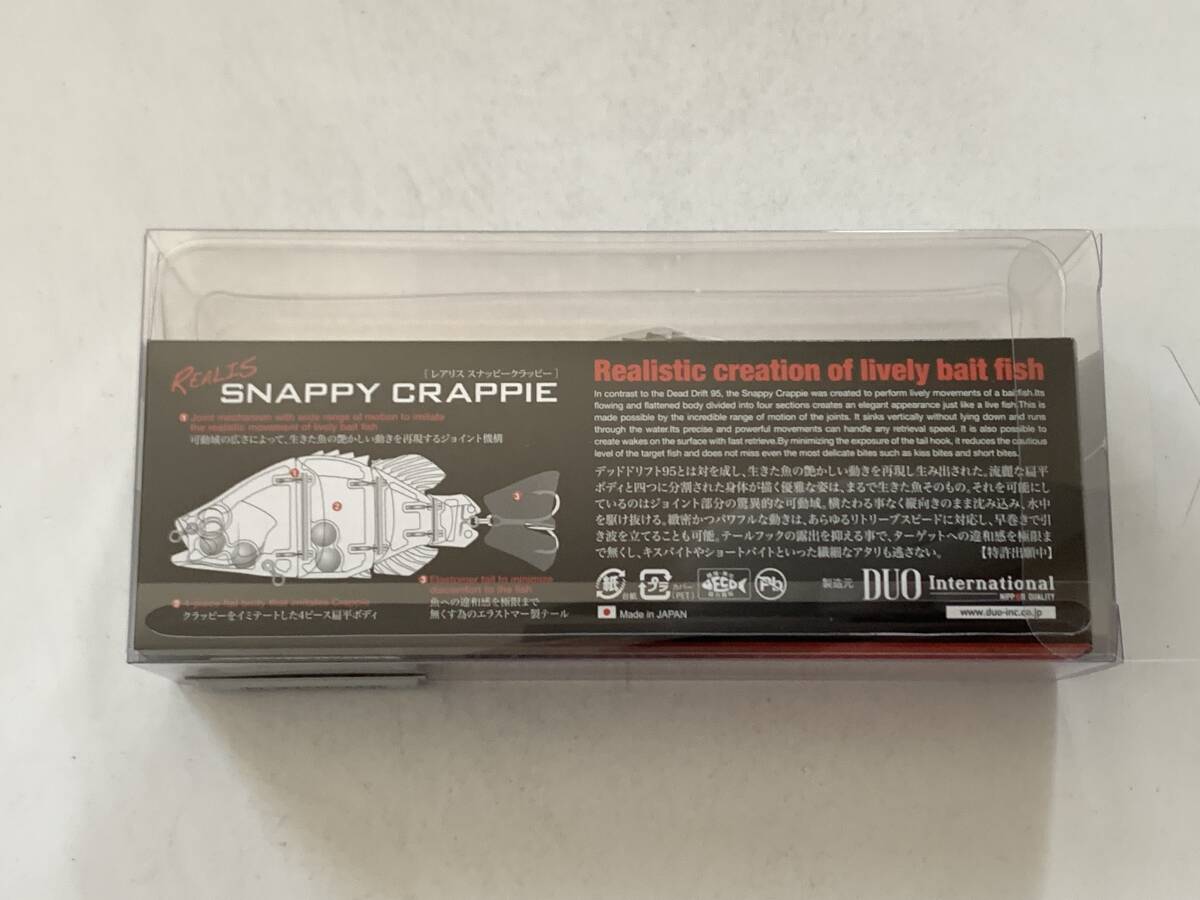 REALIS
SNAPPY CRAPPIE
[ レアリス スナッピークラッピー ]
1 Joint mechanism with wide range of motion to imitate
the realistic movement of lively bait fish
可動域の広さによって、生きた魚の艶かしい動きを再現するジョイント機構
1
2
3
3 Elastomer tail to minimize
discomfort to the fish
魚への違和感を極限まで
無くす為のエラストマー製テール
2 4-piece flat body that imitates Crappie
クラッピーをイミテートした4ピース扁平ボディ
Realistic creation of lively bait fish
In contrast to the Dead Drift 95, the Snappy Crappie was created to perform lively movements of a baitfish.Its
flowing and flattened body divided into four sections creates an elegant appearance just like a live fish.This is
made possible by the incredible range of motion of the joints. It sinks vertically without lying down and runs
through the water.Its precise and powerful movements can handle any retrieval speed. It is also possible to
create wakes on the surface with fast retrieve.By minimizing the exposure of the tail hook, it reduces the cautious
level of the target fish and does not miss even the most delicate bites such as kiss bites and short bites.
デッドドリフト95とは対を成し、生きた魚の艶かしい動きを再現し生み出された。流麗な扁平
ボディと四つに分割された身体が描く優雅な姿は、まるで生きた魚そのもの。それを可能にし
ているのはジョイント部分の驚異的な可動域。横たわる事なく縦向きのまま沈み込み、水中
を駆け抜ける。緻密かつパワフルな動きは、あらゆるリトリーブスピードに対応し、早巻きで引
き波を立てることも可能。テールフックの露出を抑える事で、ターゲットへの違和感を極限ま
で無くし、キスバイトやショートバイトといった繊細なアタリも逃さない。 【特許出願中】
紙 台紙 プラ カバー (PET)
製造元 DUO International
NIPPON QUALITY
Made in JAPAN
www.duo-inc.co.jp